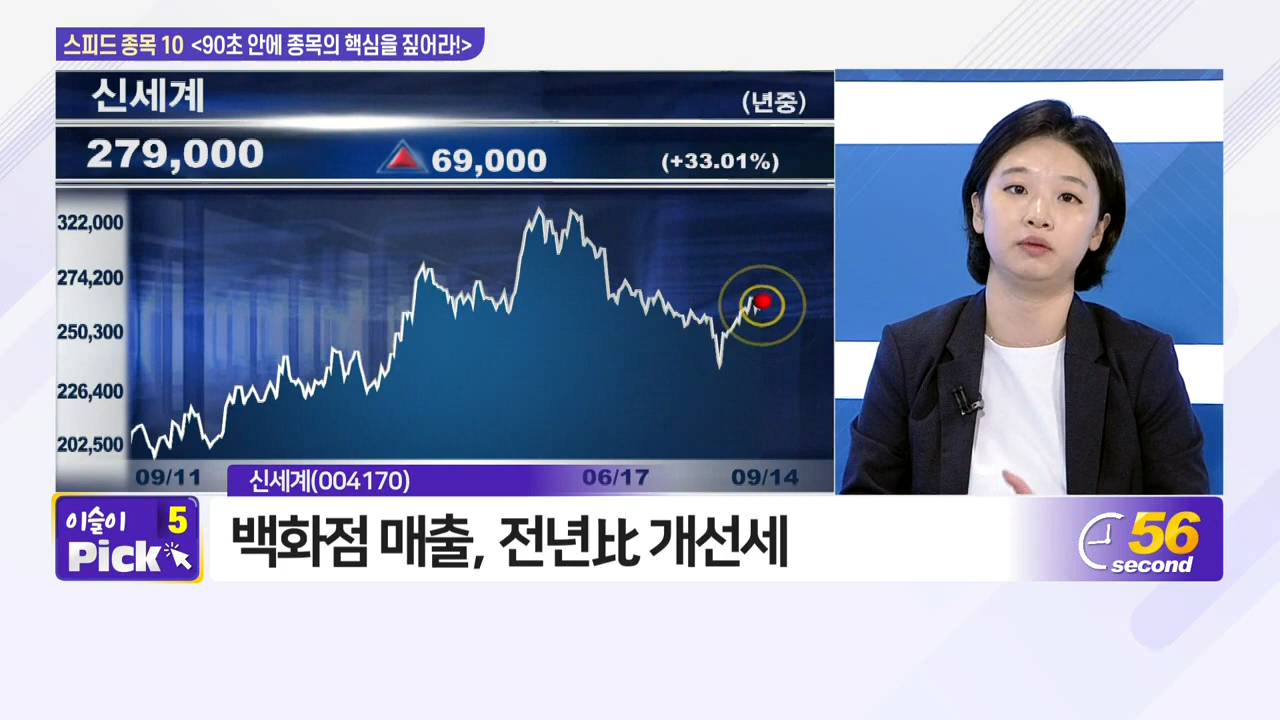 스피드 종목 10 <90초 안에 종목의 핵심을 짚어라!>
신세계 (년중)
279,000 ▲ 69,000 (+33.01%)
322,000
274,200
250,300
226,400
202,500
09/11 06/17 09/14
신세계(004170)
이슬이 5
Pick
백화점 매출, 전년比 개선세
56
second